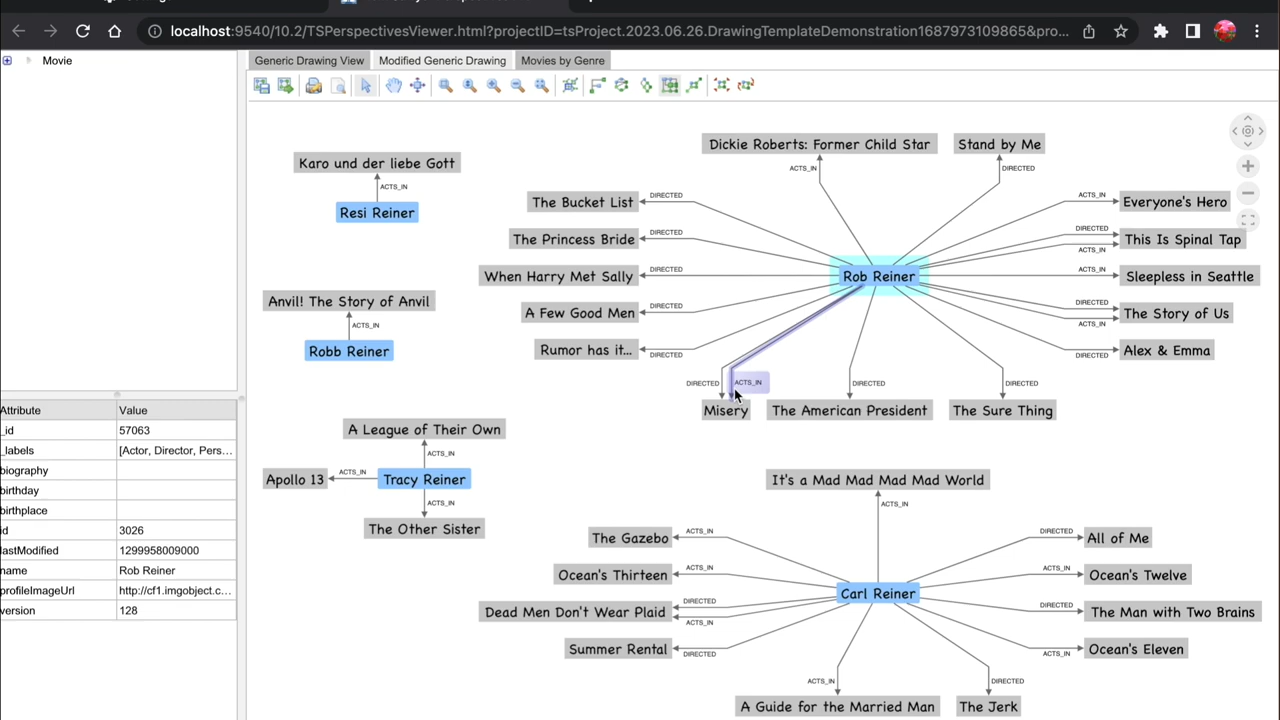 localhost:9540/10.2/TSPerspectivesViewer.html?projectID=tsProject.2023.06.26.DrawingTemplateDemonstration1687973109865&pro...
Movie
Generic Drawing View
Modified Generic Drawing
Movies by Genre
Attribute Value
_id 57063
_labels [Actor, Director, Pers...
biography
birthday
birthplace
id 3026
lastModified 1299958009000
name Rob Reiner
profileImageUrl http://cf1.imgobject.c...
version 128
Karo und der liebe Gott
ACTS_IN
Resi Reiner
Anvil! The Story of Anvil
ACTS_IN
Robb Reiner
A League of Their Own
ACTS_IN
Apollo 13
ACTS_IN
Tracy Reiner
ACTS_IN
The Other Sister
Dickie Roberts: Former Child Star
ACTS_IN
Stand by Me
DIRECTED
The Bucket List
DIRECTED
The Princess Bride
DIRECTED
When Harry Met Sally
DIRECTED
A Few Good Men
DIRECTED
Rumor has it...
DIRECTED
Rob Reiner
ACTS_IN
Everyone's Hero
DIRECTED
ACTS_IN
This Is Spinal Tap
ACTS_IN
Sleepless in Seattle
DIRECTED
ACTS_IN
The Story of Us
DIRECTED
Alex & Emma
DIRECTED
ACTS_IN
Misery
DIRECTED
The American President
DIRECTED
The Sure Thing
It's a Mad Mad Mad Mad World
ACTS_IN
The Gazebo
ACTS_IN
Ocean's Thirteen
ACTS_IN
Dead Men Don't Wear Plaid
DIRECTED
ACTS_IN
Summer Rental
DIRECTED
Carl Reiner
DIRECTED
All of Me
ACTS_IN
Ocean's Twelve
DIRECTED
The Man with Two Brains
ACTS_IN
Ocean's Eleven
ACTS_IN
A Guide for the Married Man
DIRECTED
The Jerk